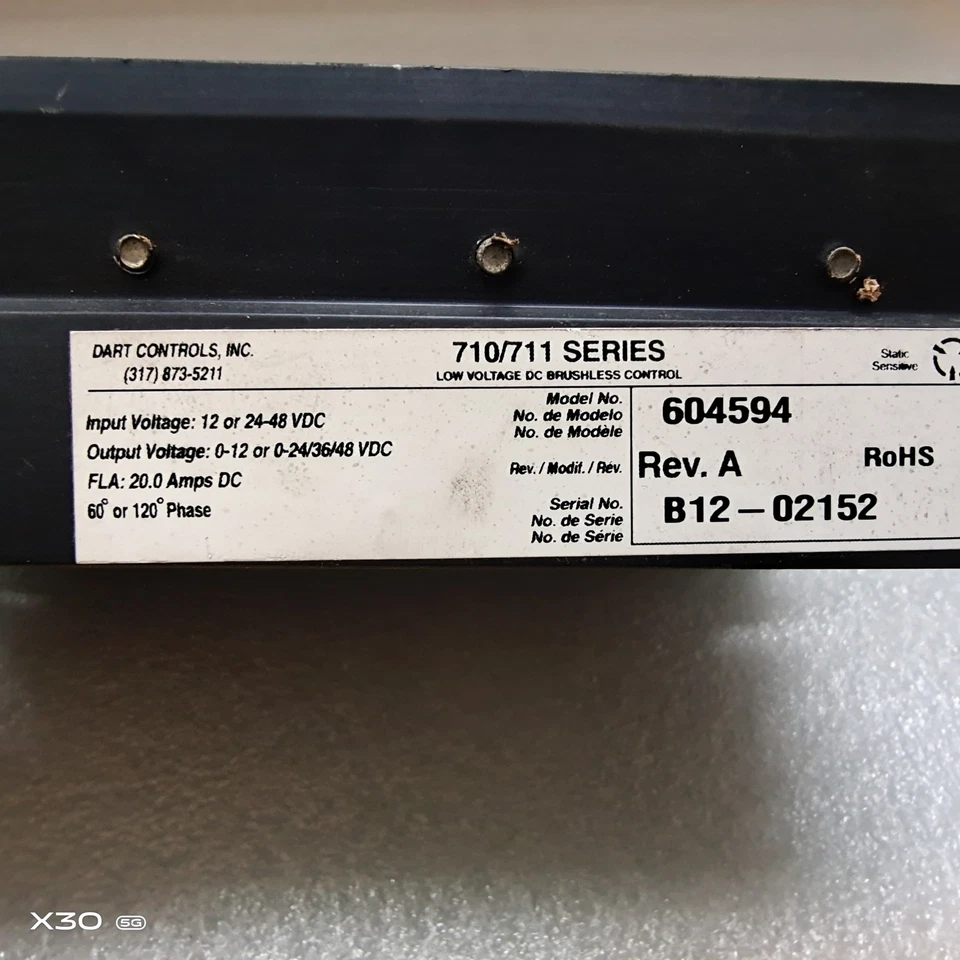 DART CONTROLS, INC.
(317) 873-5211
710/711 SERIES
LOW VOLTAGE DC BRUSHLESS CONTROL
Static
Sensitive
Input Voltage: 12 or 24-48 VDC
Output Voltage: 0-12 or 0-24/36/48 VDC
FLA: 20.0 Amps DC
60° or 120° Phase
Model No.
No. de Modelo
No. de Modèle
604594
Rev. / Modif. / Rév.
Rev. A
RoHS
Serial No.
No. de Serie
No. de Série
B12-02152
X30 5G